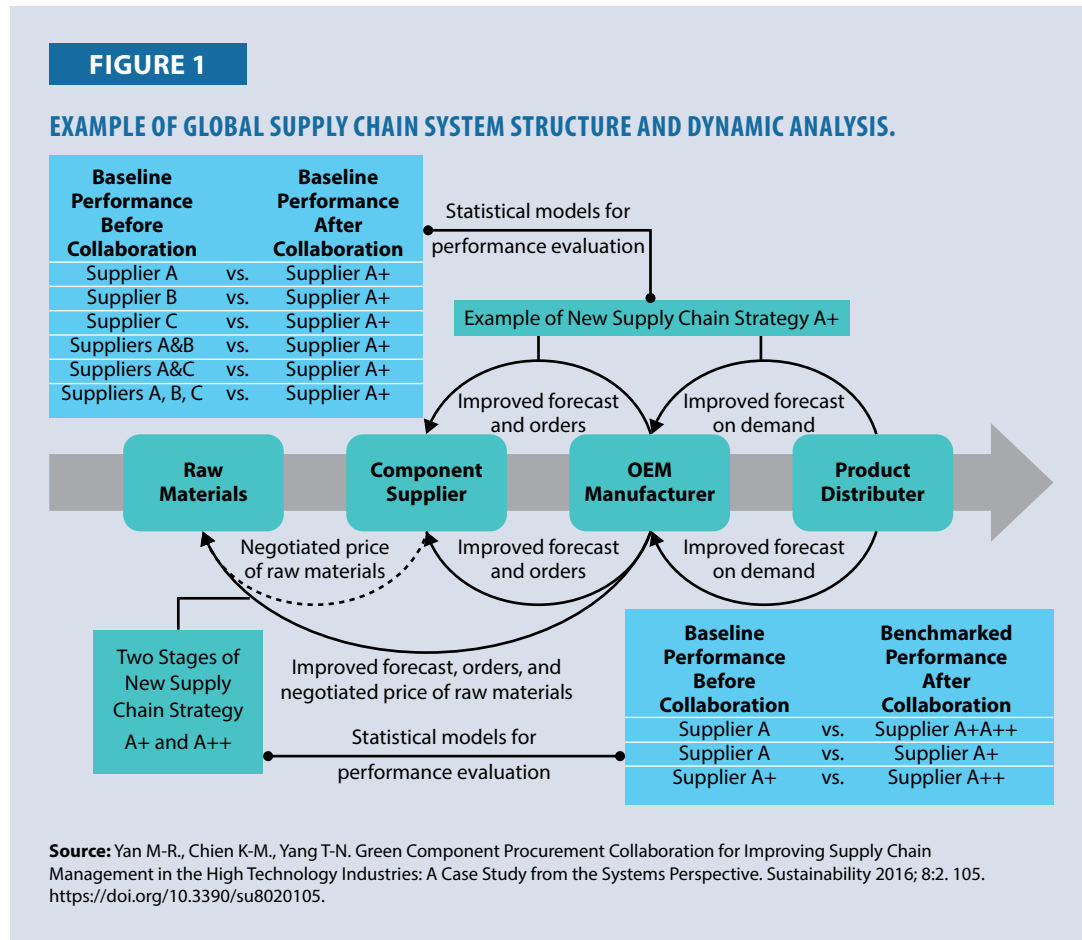 FIGURE 1
EXAMPLE OF GLOBAL SUPPLY CHAIN SYSTEM STRUCTURE AND DYNAMIC ANALYSIS.
Baseline
Performance
Before
Collaboration
Baseline
Performance
After
Collaboration
Supplier A vs. Supplier A+
Supplier B vs. Supplier A+
Supplier C vs. Supplier A+
Suppliers A&B vs. Supplier A+
Suppliers A&C vs. Supplier A+
Suppliers A, B, C vs. Supplier A+
Statistical models for
performance evaluation
Example of New Supply Chain Strategy A+
Improved forecast
and orders
Improved forecast
on demand
Raw
Materials
Component
Supplier
OEM
Manufacturer
Product
Distributer
Negotiated price
of raw materials
Improved forecast
and orders
Improved forecast
on demand
Improved forecast, orders, and
negotiated price of raw materials
Two Stages of
New Supply
Chain Strategy
A+ and A++
Statistical models for
performance evaluation
Baseline
Performance
Before
Collaboration
Benchmarked
Performance
After
Collaboration
Supplier A vs. Supplier A+A++
Supplier A vs. Supplier A+
Supplier A+ vs. Supplier A++
Source: Yan M-R., Chien K-M., Yang T-N. Green Component Procurement Collaboration for Improving Supply Chain
Management in the High Technology Industries: A Case Study from the Systems Perspective. Sustainability 2016; 8:2. 105.
https://doi.org/10.3390/su8020105.